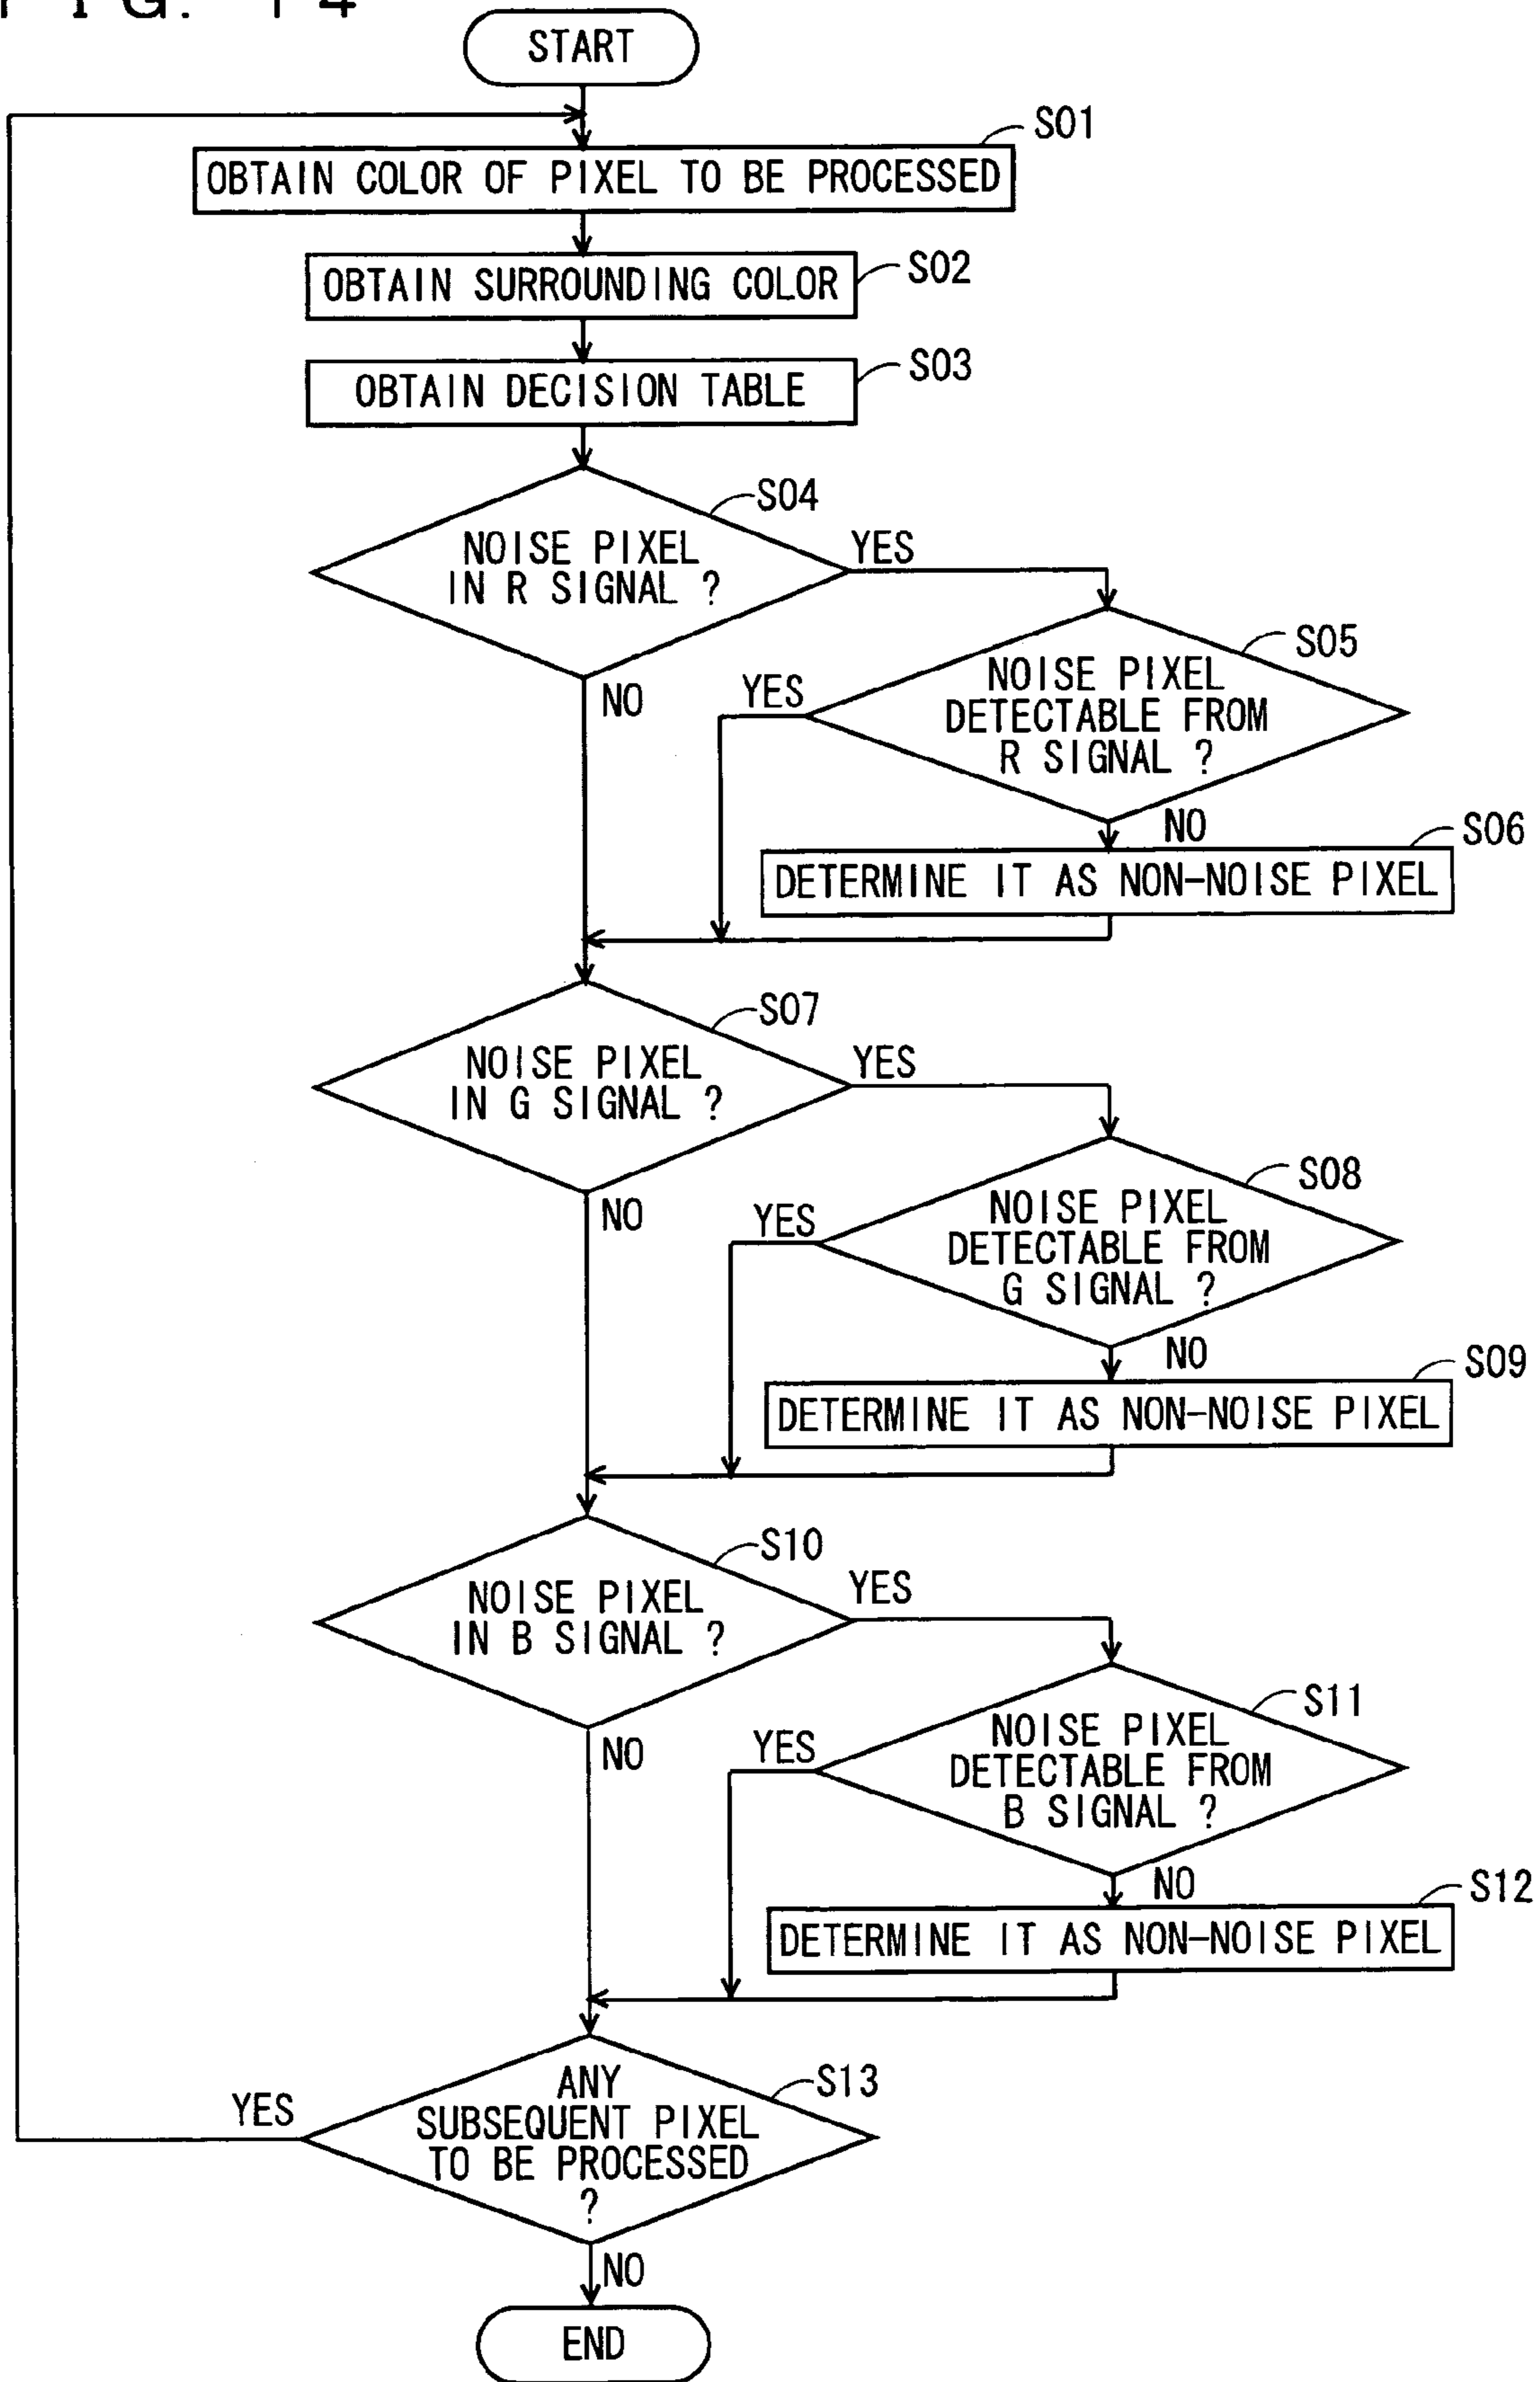 FIG. 14
START
S01
OBTAIN COLOR OF PIXEL TO BE PROCESSED
S02
OBTAIN SURROUNDING COLOR
S03
OBTAIN DECISION TABLE
S04
NOISE PIXEL
IN R SIGNAL ?
YES
NO
S05
NOISE PIXEL
DETECTABLE FROM
R SIGNAL ?
YES
NO
S06
DETERMINE IT AS NON-NOISE PIXEL
S07
NOISE PIXEL
IN G SIGNAL ?
YES
NO
S08
NOISE PIXEL
DETECTABLE FROM
G SIGNAL ?
YES
NO
S09
DETERMINE IT AS NON-NOISE PIXEL
S10
NOISE PIXEL
IN B SIGNAL ?
YES
NO
S11
NOISE PIXEL
DETECTABLE FROM
B SIGNAL ?
YES
NO
S12
DETERMINE IT AS NON-NOISE PIXEL
S13
ANY
SUBSEQUENT PIXEL
TO BE PROCESSED
?
YES
NO
END